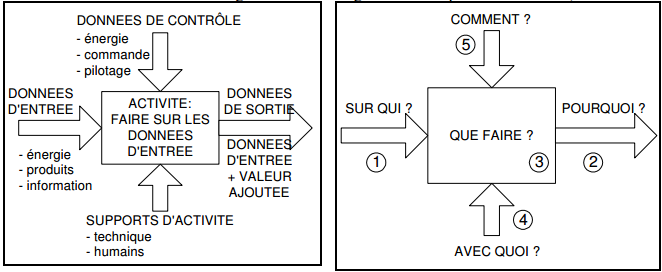 DONNEES DE CONTRÔLE
- énergie
- commande
- pilotage
DONNEES
D'ENTREE
ACTIVITE:
FAIRE SUR LES
DONNEES
D'ENTREE
DONNEES
DE SORTIE
DONNEES
D'ENTREE
+ VALEUR
AJOUTEE
- énergie
- produits
- information
SUPPORTS D'ACTIVITE
- technique
- humains
COMMENT ?
5
SUR QUI ?
1
QUE FAIRE ?
3
POURQUOI ?
2
4
AVEC QUOI ?